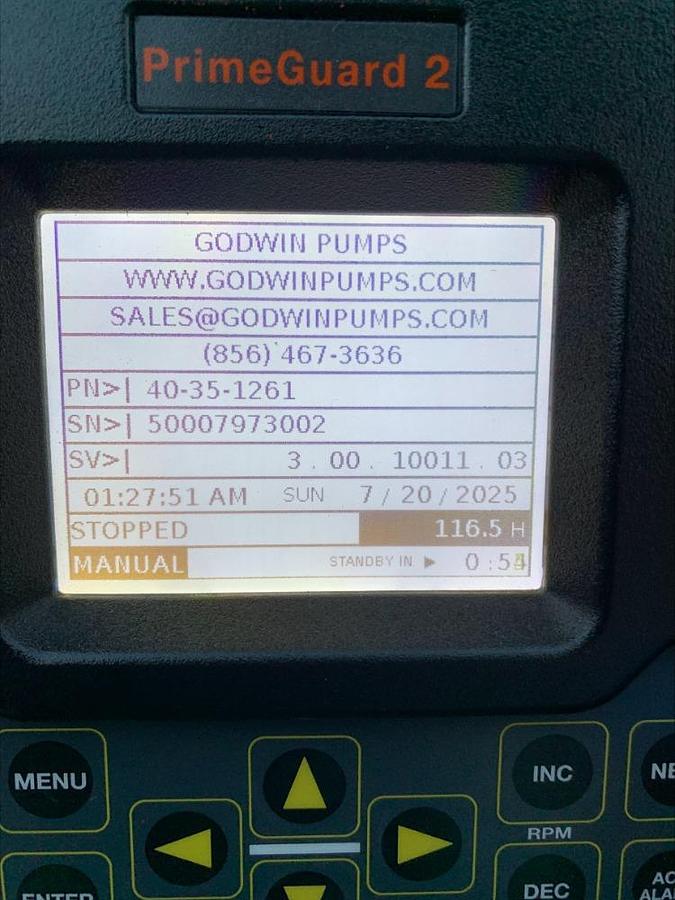 PrimeGuard 2
GODWIN PUMPS
WWW.GODWINPUMPS.COM
SALES@GODWINPUMPS.COM
(856) 467-3636
PN>| 40-35-1261
SN>| 50007973002
SV>| 3 . 00 . 10011 . 03
01:27:51 AM SUN 7 / 20 / 2025
STOPPED 116.5 H
MANUAL STANDBY IN ► 
MENU
INC
RPM
ENTER
DEC